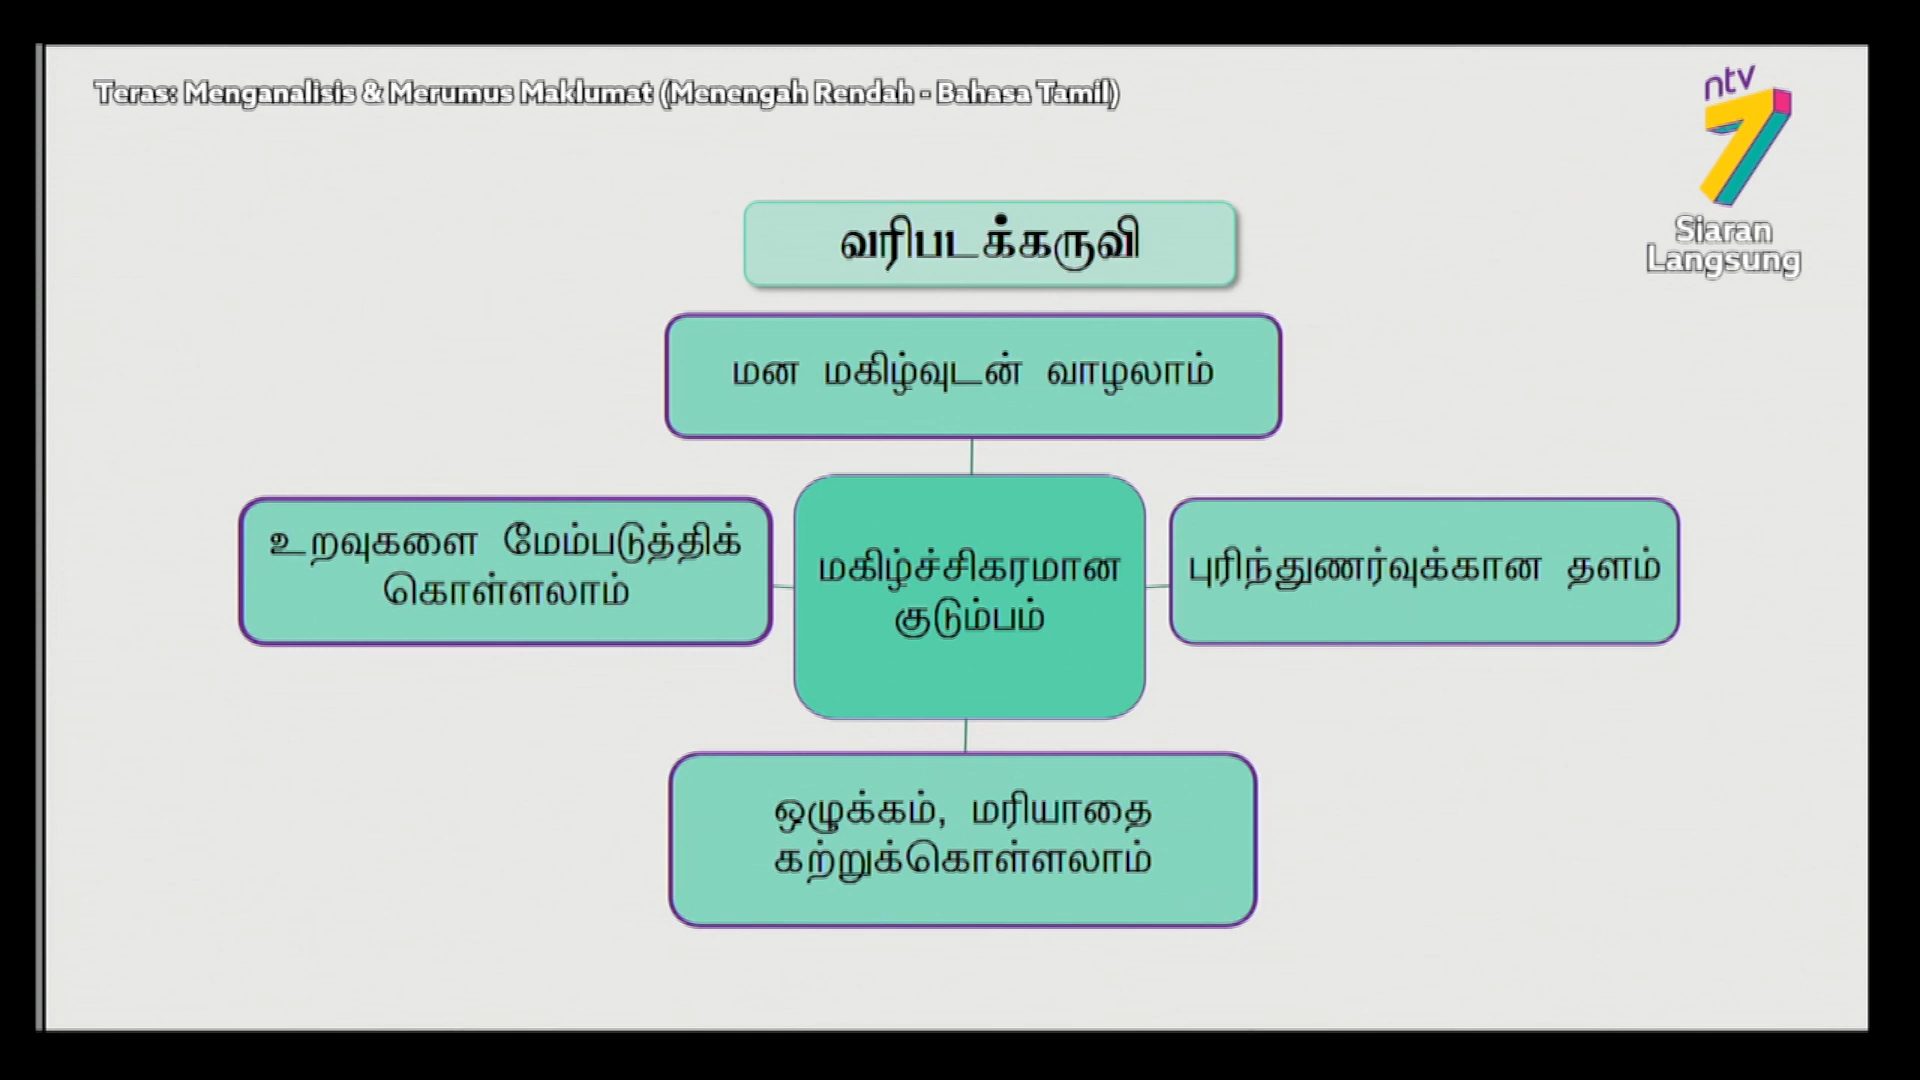 Teras: Menganalisis & Merumus Maklumat (Menengah Rendah - Bahasa Tamil)
ntv
7
Siaran
Langsung
வரிபடக்கருவி
மன மகிழ்வுடன் வாழலாம்
உறவுகளை மேம்படுத்திக்
கொள்ளலாம்
மகிழ்ச்சிகரமான
குடும்பம்
புரிந்துணர்வுக்கான தளம்
ஒழுக்கம், மரியாதை
கற்றுக்கொள்ளலாம்